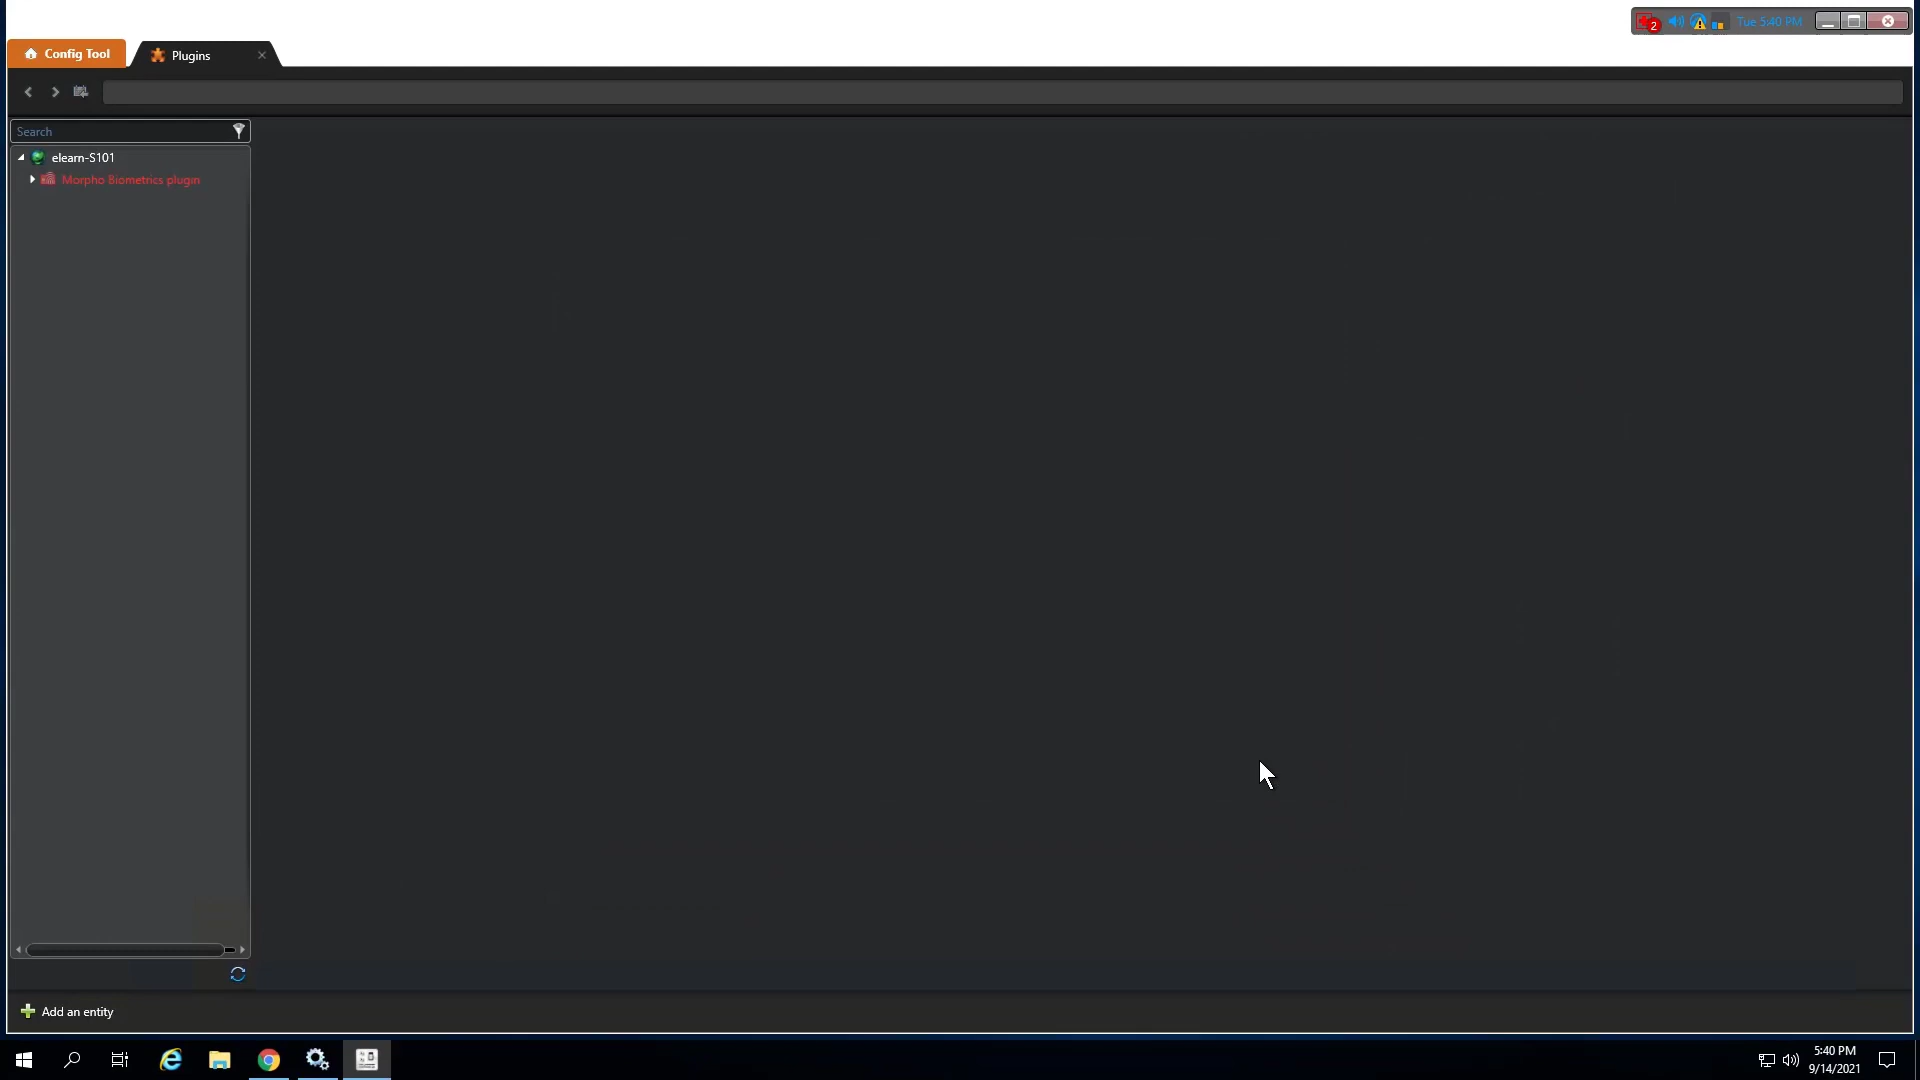 2
Tue 5:40 PM
Config Tool
Plugins
Search
elearn-S101
Morpho Biometrics plugin
Add an entity
5:40 PM
9/14/2021